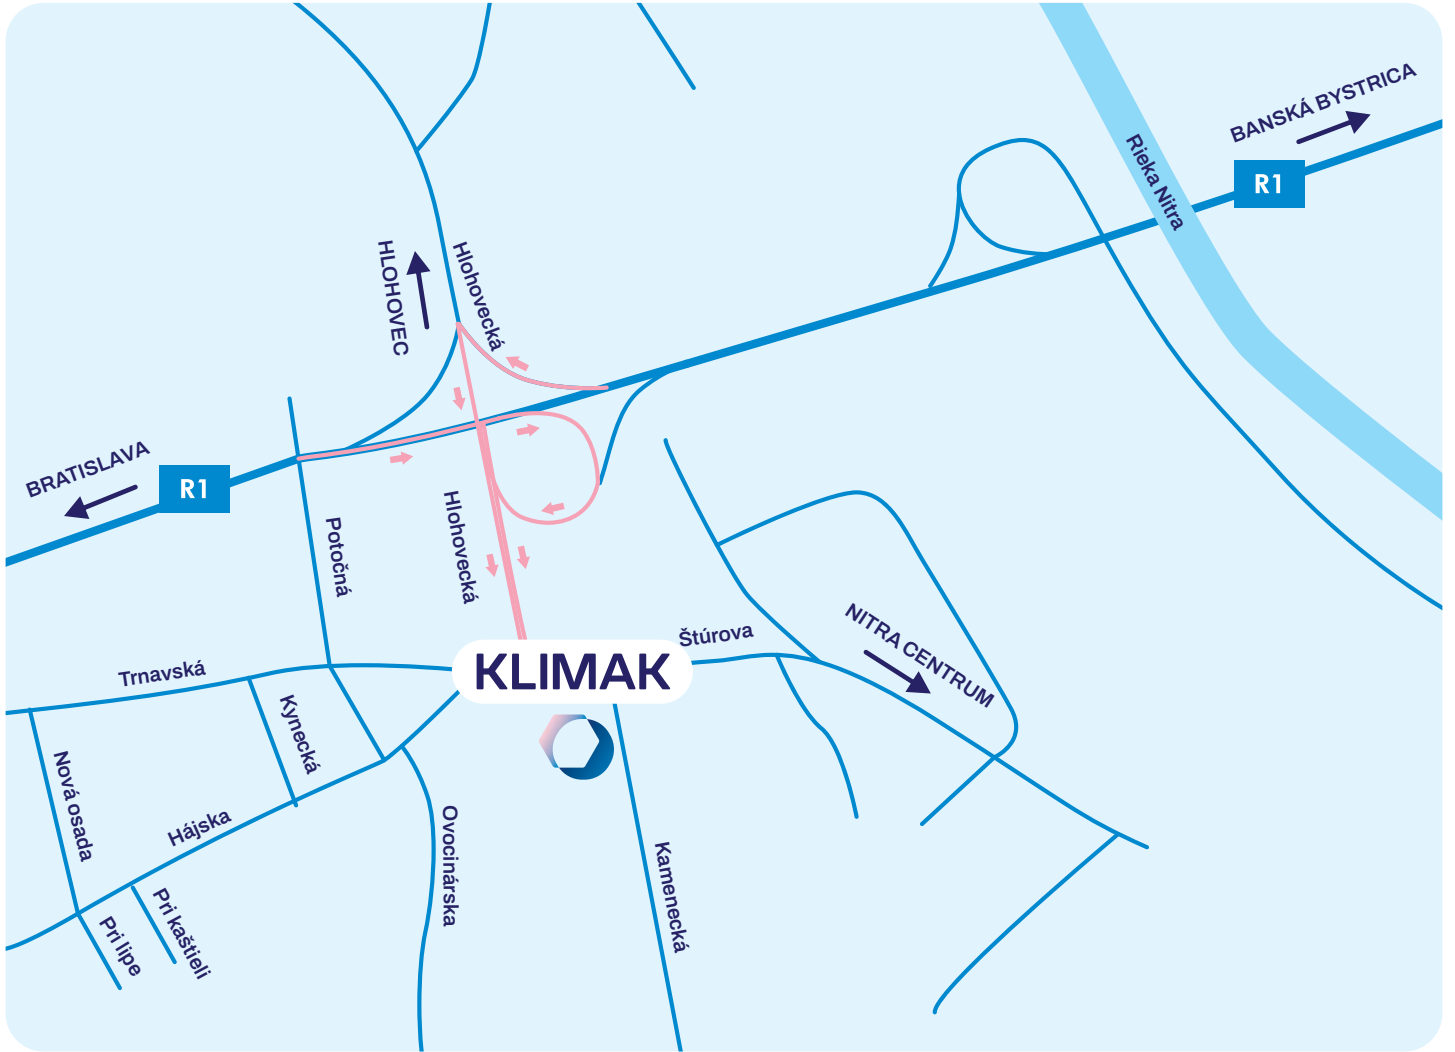 BANSKÁ BYSTRICA
R1
Rieka Nitra
HLOHOVEC
Hlohovecká
BRATISLAVA
R1
Potočná
Hlohovecká
Štúrova
NITRA CENTRUM
KLIMAK
Trnavská
Kynecká
Nová osada
Hájska
Ovocinárska
Kamenecká
Pri lipe
Pri kaštieli